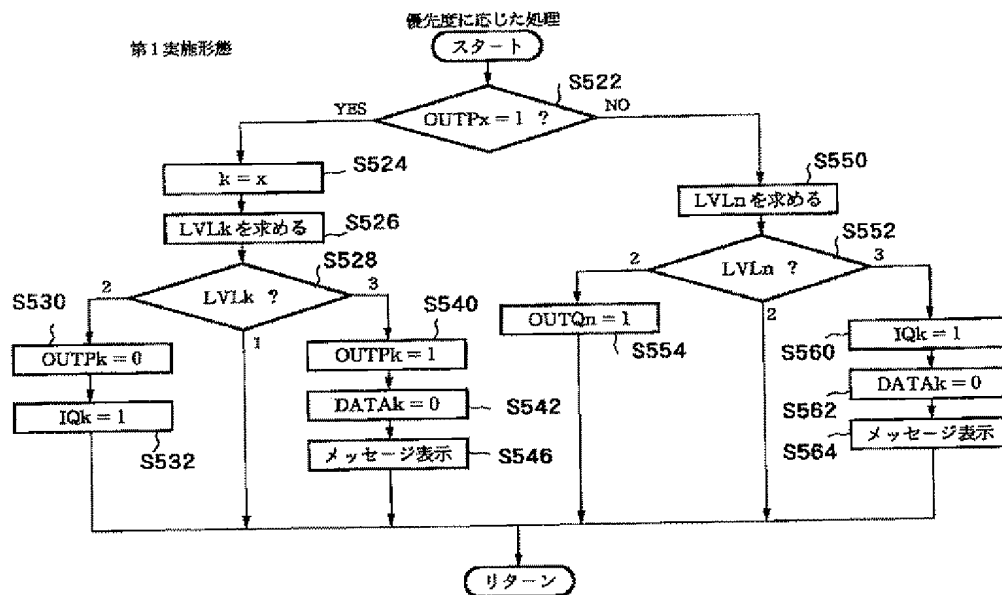 優先度に応じた処理
第1実施形態
スタート
S522
YES
OUTPx = 1 ?
NO
S524
k = x
S550
LVLnを求める
S526
LVLkを求める
S552
S528
2
LVLn ?
3
S530
2
LVLk ?
3
S540
OUTQn = 1
2
IQk = 1
OUTPk = 0
1
OUTPk = 1
S554
S560
DATAk = 0
IQk = 1
DATAk = 0
S542
S562
S532
メッセージ表示
S546
メッセージ表示
S564
リターン